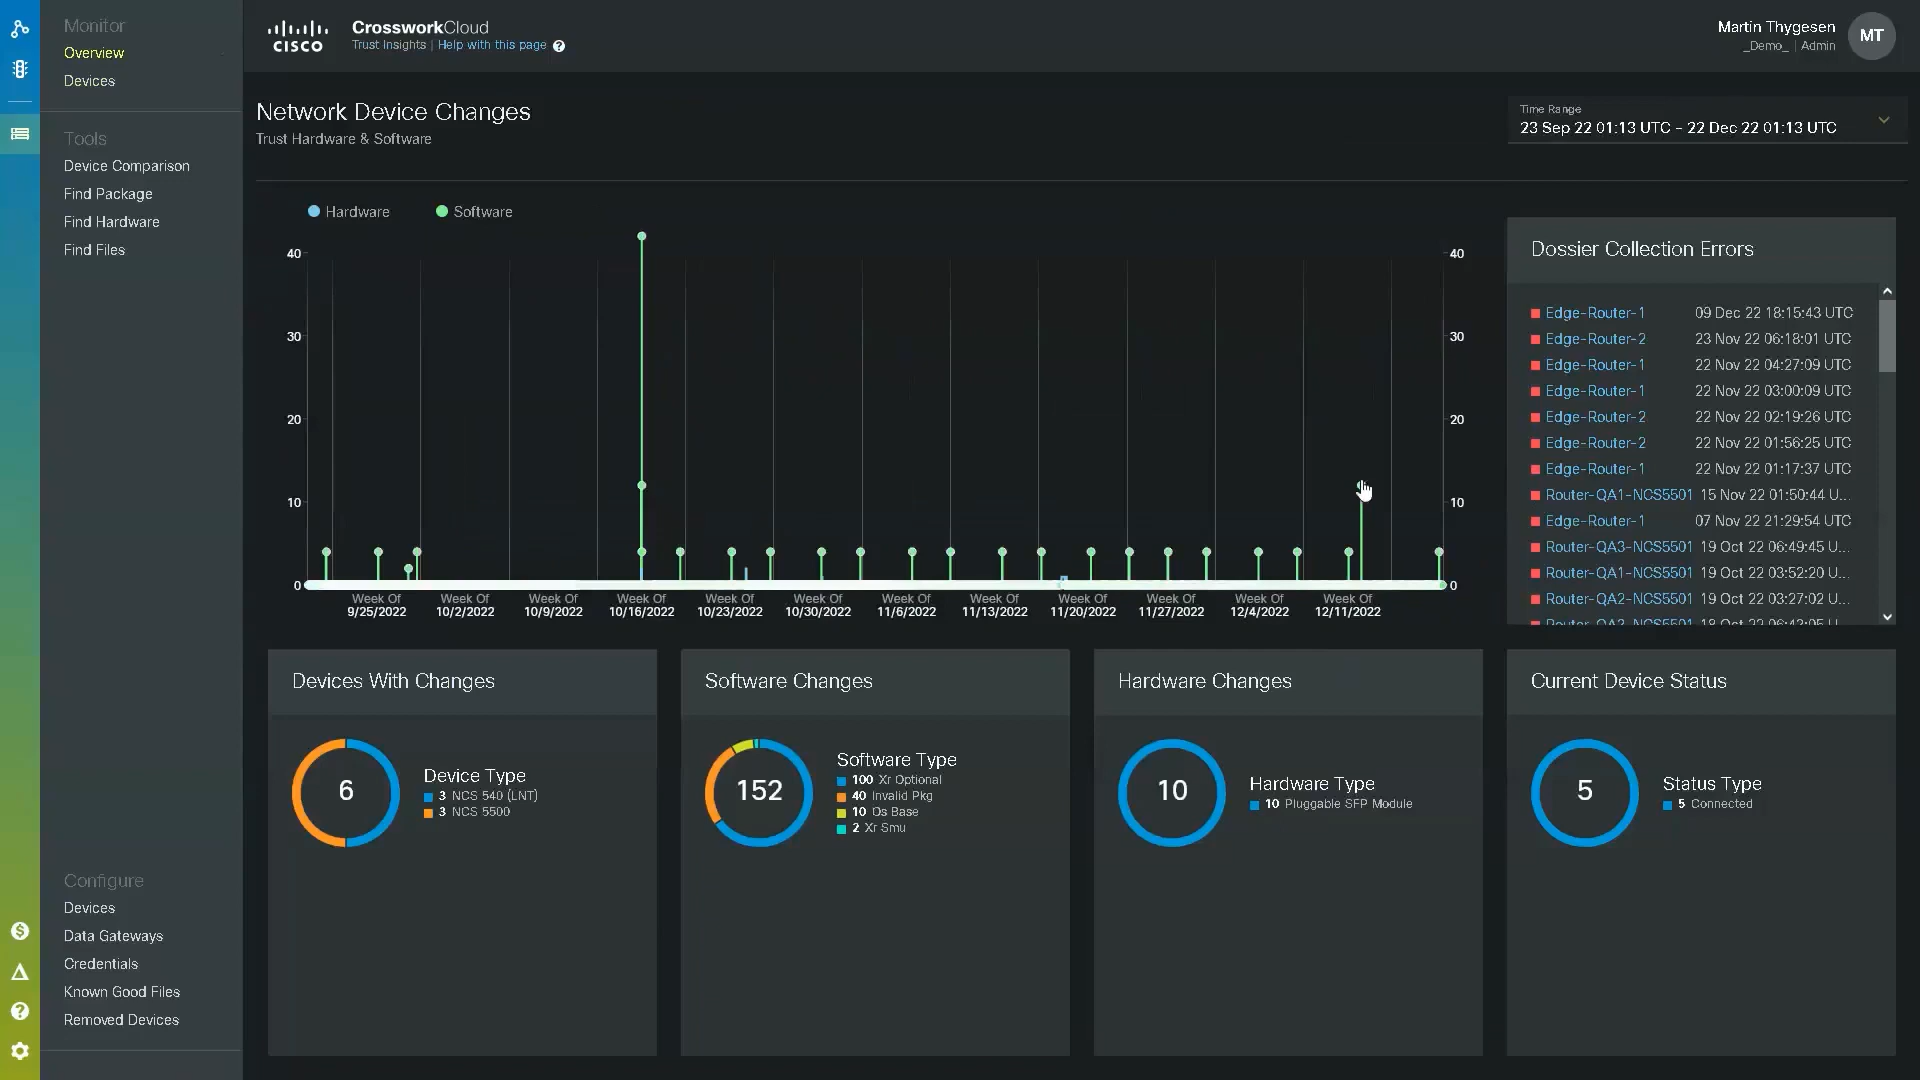 Monitor
Overview
Devices
Tools
Device Comparison
Find Package
Find Hardware
Find Files
Configure
Devices
Data Gateways
Credentials
Known Good Files
Removed Devices
CISCO
CrossworkCloud
Trust Insights | Help with this page ?
Martin Thygesen
_Demo_ | Admin
MT
Network Device Changes
Trust Hardware & Software
Time Range
23 Sep 22 01:13 UTC - 22 Dec 22 01:13 UTC
Hardware Software
40 40
30 30
20 20
10 10
0 0
Week Of Week Of Week Of Week Of Week Of Week Of Week Of Week Of Week Of Week Of Week Of Week Of
9/25/2022 10/2/2022 10/9/2022 10/16/2022 10/23/2022 10/30/2022 11/6/2022 11/13/2022 11/20/2022 11/27/2022 12/4/2022 12/11/2022
Dossier Collection Errors
Edge-Router-1 09 Dec 22 18:15:43 UTC
Edge-Router-2 23 Nov 22 06:18:01 UTC
Edge-Router-1 22 Nov 22 04:27:09 UTC
Edge-Router-1 22 Nov 22 03:00:09 UTC
Edge-Router-2 22 Nov 22 02:19:26 UTC
Edge-Router-2 22 Nov 22 01:56:25 UTC
Edge-Router-1 22 Nov 22 01:17:37 UTC
Router-QA1-NCS5501 15 Nov 22 01:50:44 U...
Edge-Router-1 07 Nov 22 21:29:54 UTC
Router-QA3-NCS5501 19 Oct 22 06:49:45 U...
Router-QA1-NCS5501 19 Oct 22 03:52:20 U...
Router-QA2-NCS5501 19 Oct 22 03:27:02 U...
Devices With Changes
6
Device Type
3 NCS 540 (LNT)
3 NCS 5500
Software Changes
152
Software Type
100 Xr Optional
40 Invalid Pkg
10 Os Base
2 Xr Smu
Hardware Changes
10
Hardware Type
10 Pluggable SFP Module
Current Device Status
5
Status Type
5 Connected